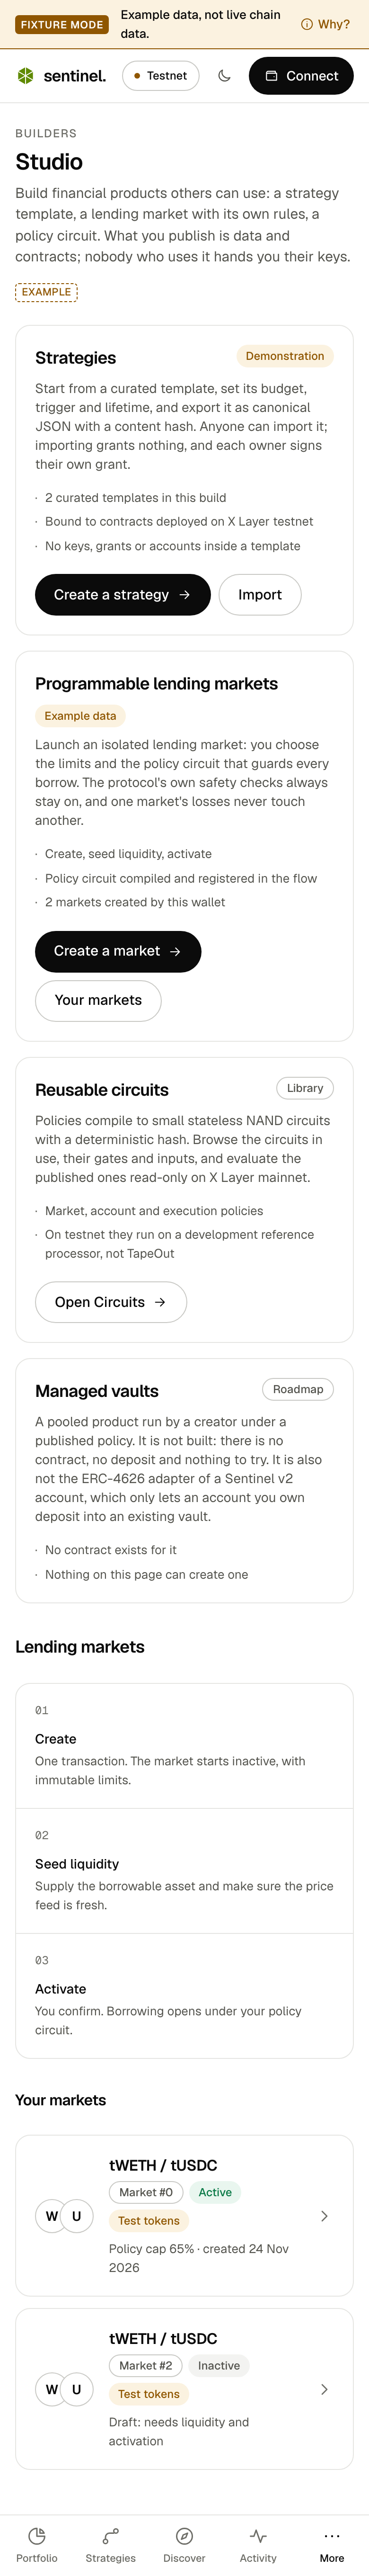 FIXTURE MODE
Example data, not live chain
data.
Why?
sentinel.
Testnet
Connect
BUILDERS
Studio
Build financial products others can use: a strategy
template, a lending market with its own rules, a
policy circuit. What you publish is data and
contracts; nobody who uses it hands you their keys.
EXAMPLE
Strategies
Demonstration
Start from a curated template, set its budget,
trigger and lifetime, and export it as canonical
JSON with a content hash. Anyone can import it;
importing grants nothing, and each owner signs
their own grant.
· 2 curated templates in this build
· Bound to contracts deployed on X Layer testnet
· No keys, grants or accounts inside a template
Create a strategy →
Import
Programmable lending markets
Example data
Launch an isolated lending market: you choose
the limits and the policy circuit that guards every
borrow. The protocol's own safety checks always
stay on, and one market's losses never touch
another.
· Create, seed liquidity, activate
· Policy circuit compiled and registered in the flow
· 2 markets created by this wallet
Create a market →
Your markets
Reusable circuits
Library
Policies compile to small stateless NAND circuits
with a deterministic hash. Browse the circuits in
use, their gates and inputs, and evaluate the
published ones read-only on X Layer mainnet.
· Market, account and execution policies
· On testnet they run on a development reference
processor, not TapeOut
Open Circuits →
Managed vaults
Roadmap
A pooled product run by a creator under a
published policy. It is not built: there is no
contract, no deposit and nothing to try. It is also
not the ERC-4626 adapter of a Sentinel v2
account, which only lets an account you own
deposit into an existing vault.
· No contract exists for it
· Nothing on this page can create one
Lending markets
01
Create
One transaction. The market starts inactive, with
immutable limits.
02
Seed liquidity
Supply the borrowable asset and make sure the price
feed is fresh.
03
Activate
You confirm. Borrowing opens under your policy
circuit.
Your markets
W U
tWETH / tUSDC
Market #0
Active
Test tokens
Policy cap 65% · created 24 Nov
2026
W U
tWETH / tUSDC
Market #2
Inactive
Test tokens
Draft: needs liquidity and
activation
Portfolio
Strategies
Discover
Activity
More